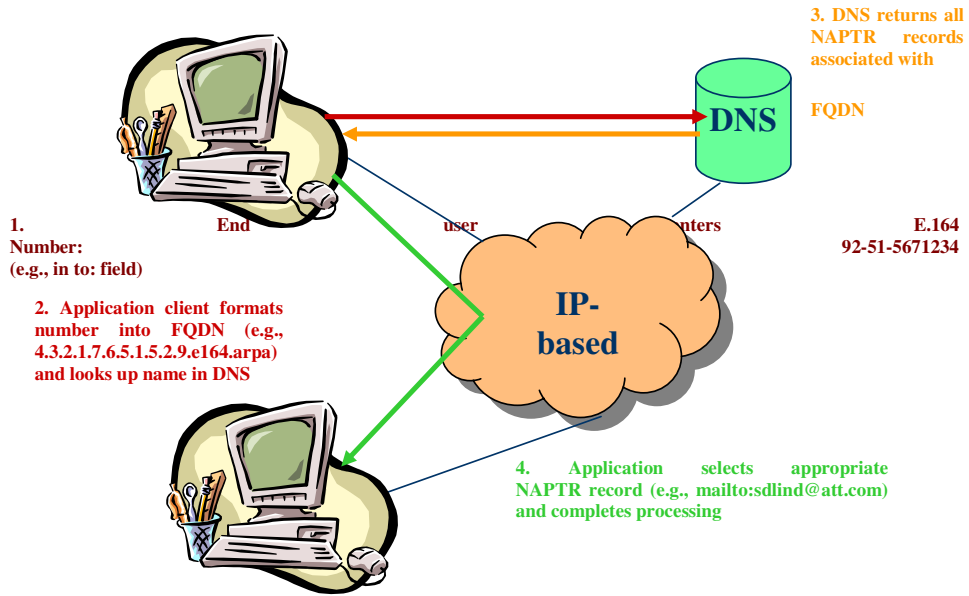 3. DNS returns all
NAPTR records
associated with
FQDN
DNS
1. End user nters E.164
Number: 92-51-5671234
(e.g., in to: field)
2. Application client formats
number into FQDN (e.g.,
4.3.2.1.7.6.5.1.5.2.9.e164.arpa)
and looks up name in DNS
IP-
based
4. Application selects appropriate
NAPTR record (e.g., mailto:sdlind@att.com)
and completes processing